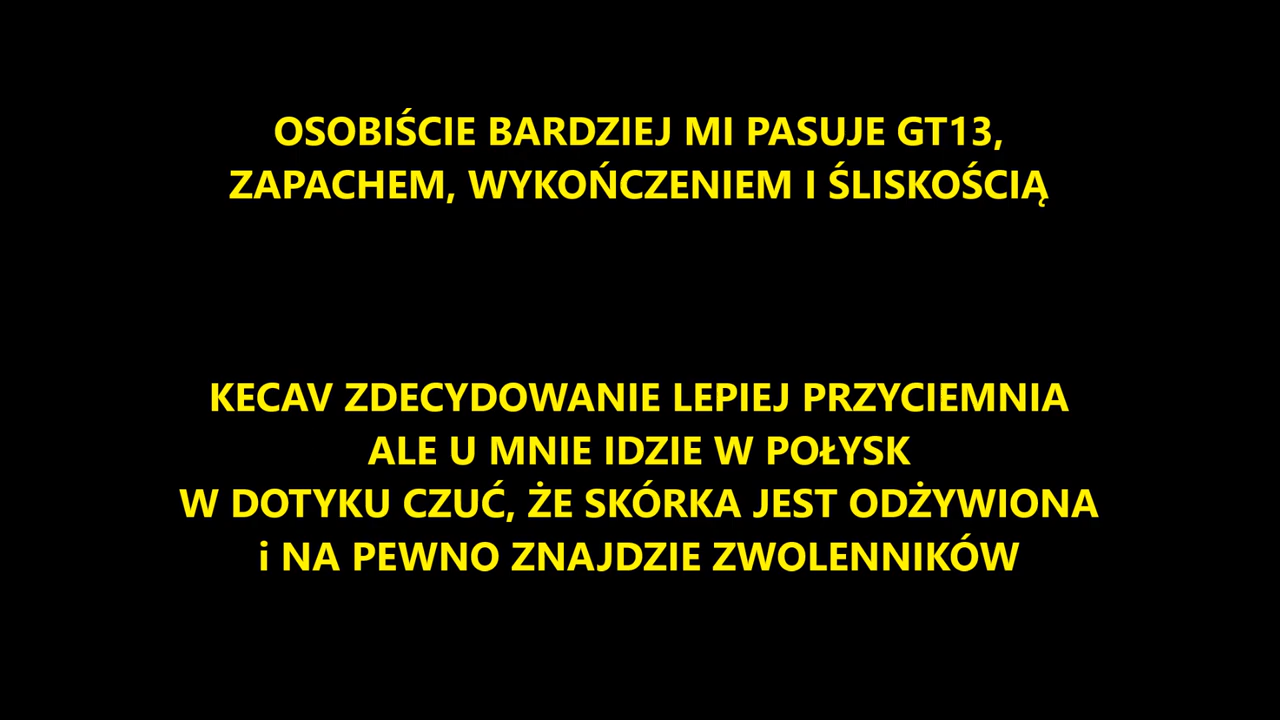 OSOBIŚCIE BARDZIEJ MI PASUJE GT13,
ZAPACHEM, WYKOŃCZENIEM I ŚLISKOŚCIĄ
KECAV ZDECYDOWANIE LEPIEJ PRZYCIEMNIA
ALE U MNIE IDZIE W POŁYSK
W DOTYKU CZUĆ, ŻE SKÓRKA JEST ODŻYWIONA
i NA PEWNO ZNAJDZIE ZWOLENNIKÓW